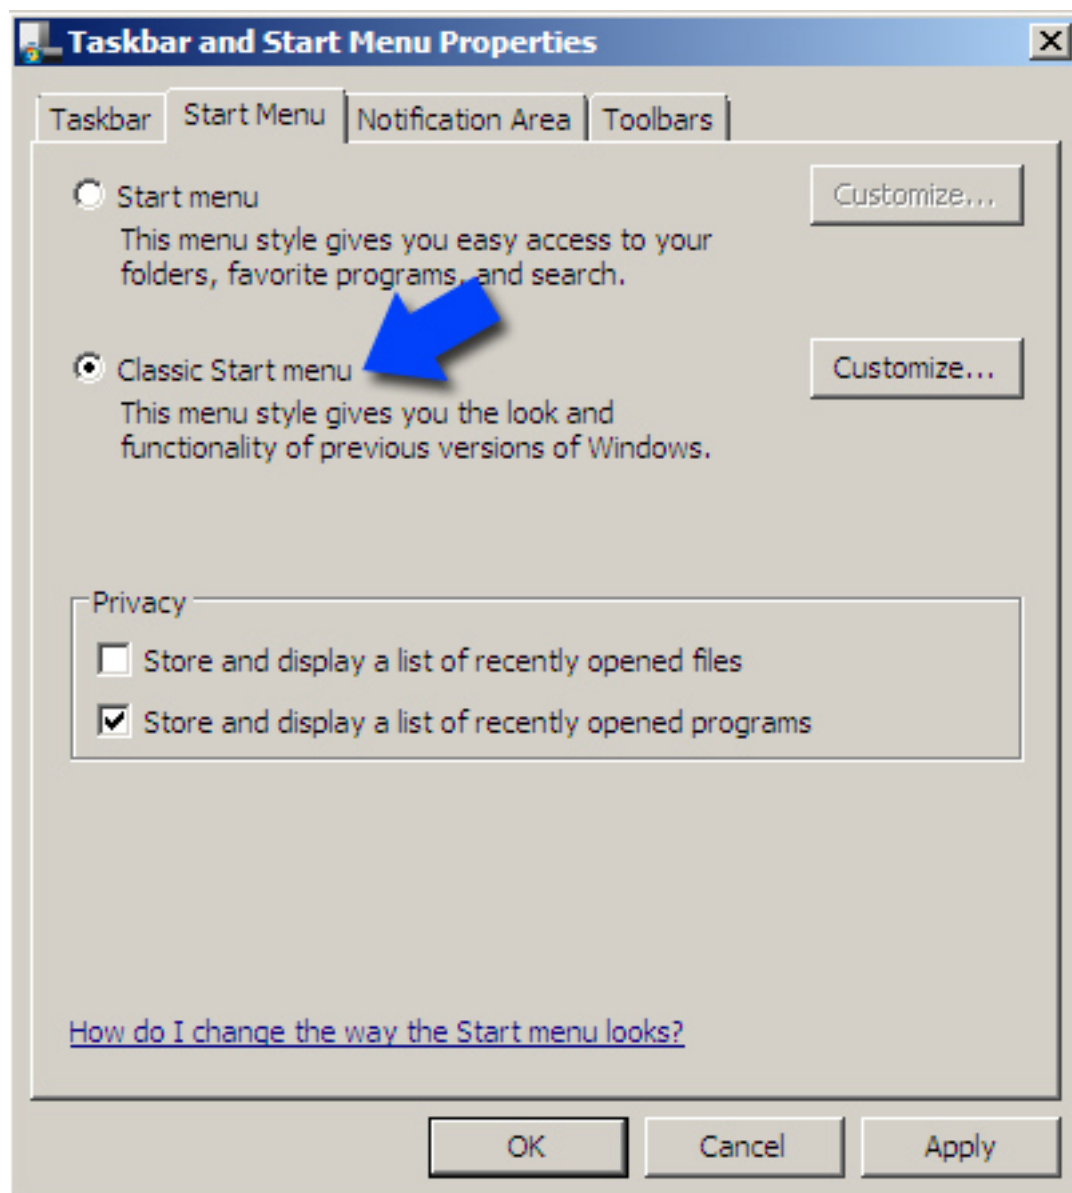 Taskbar and Start Menu Properties
Taskbar Start Menu Notification Area Toolbars
Start menu Customize...
This menu style gives you easy access to your
folders, favorite programs, and search.
Classic Start menu Customize...
This menu style gives you the look and
functionality of previous versions of Windows.
Privacy
Store and display a list of recently opened files
Store and display a list of recently opened programs
How do I change the way the Start menu looks?
OK Cancel Apply